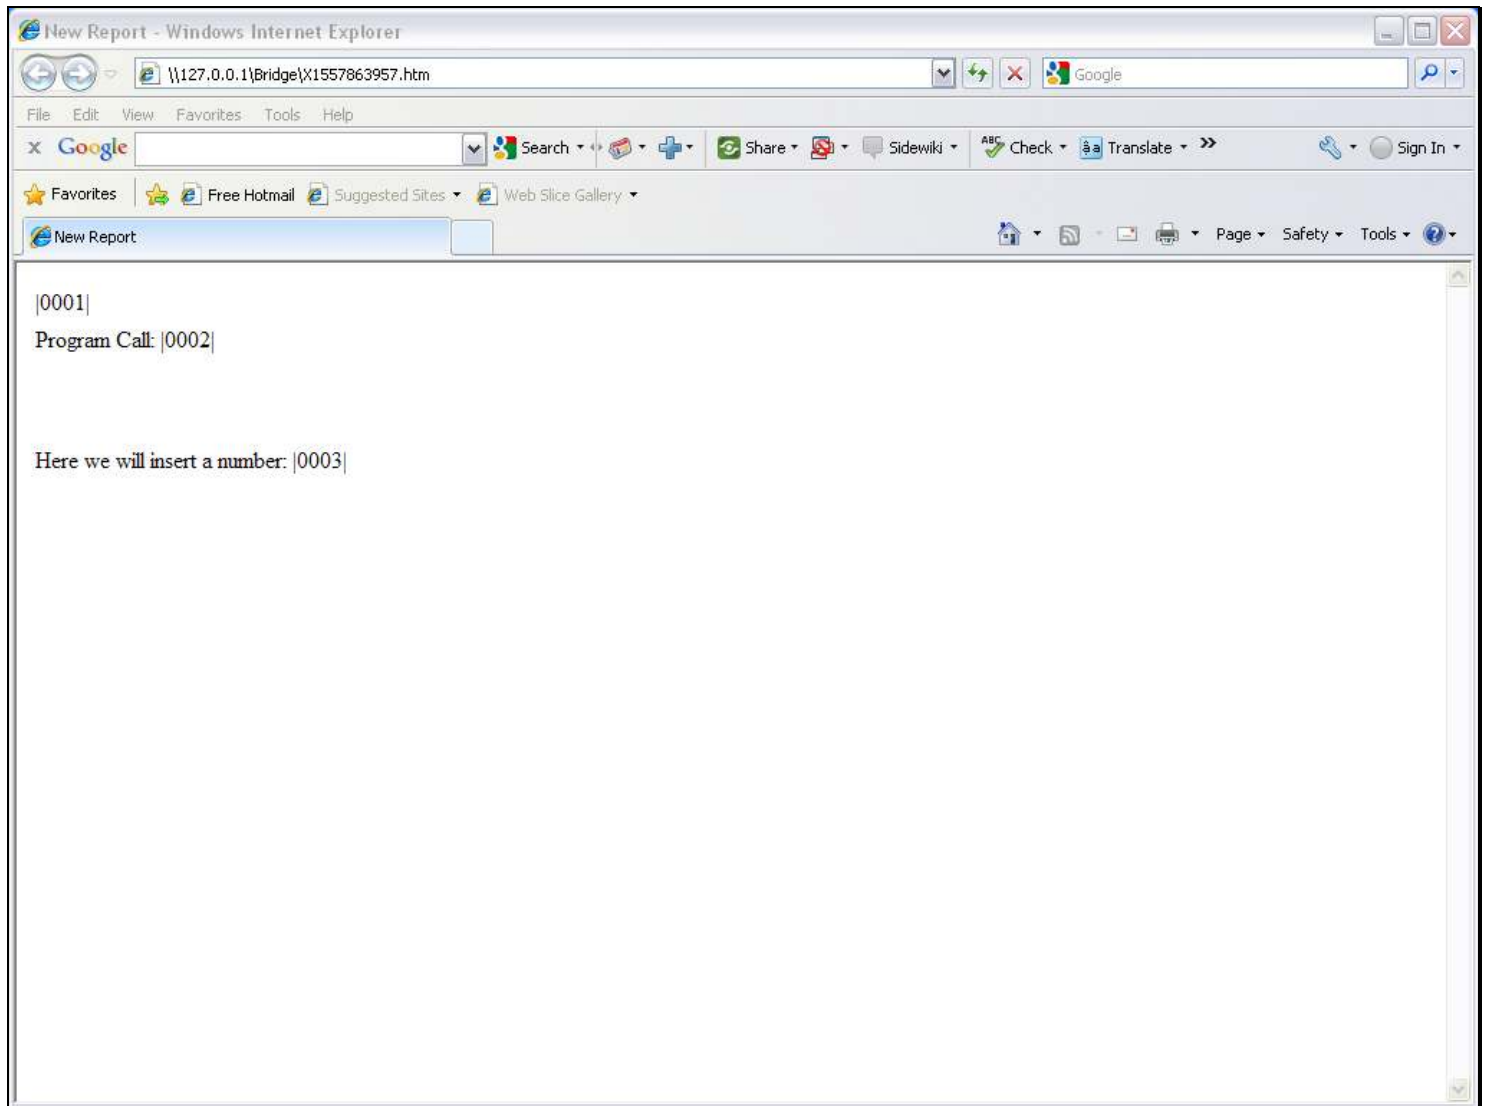 New Report - Windows Internet Explorer
\\127.0.0.1\Bridge\X1557863957.htm Google
File Edit View Favorites Tools Help
x Google Search Share Sidewiki ABC Check âa Translate » Sign In
Favorites Free Hotmail Suggested Sites Web Slice Gallery
New Report Page Safety Tools ?
|0001|
Program Call: |0002|
Here we will insert a number: |0003|